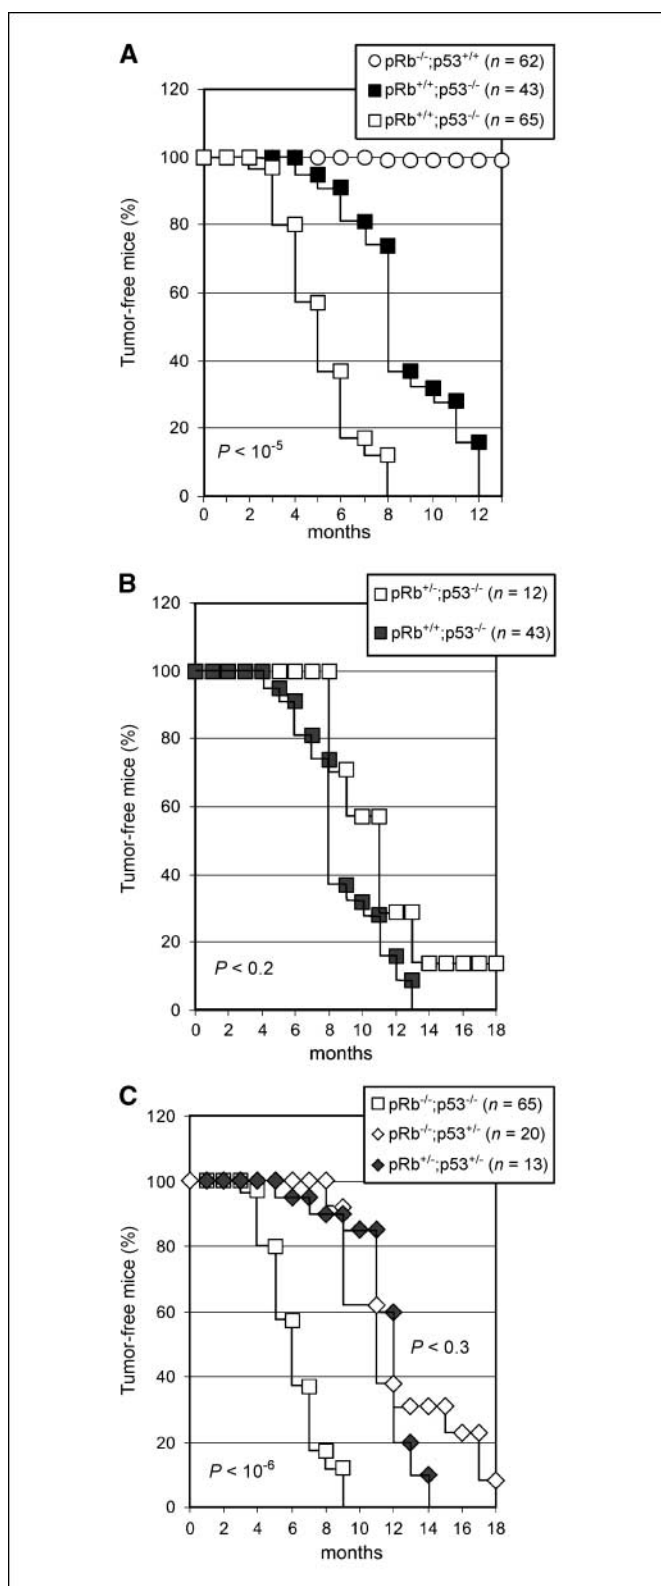 A
pRb-/-;p53+/+ (n = 62)
pRb+/+;p53-/- (n = 43)
pRb+/+;p53-/- (n = 65)
120
100
80
60
40
20
0
Tumor-free mice (%)
P < 10-5
0 2 4 6 8 10 12
months
B
pRb+/-;p53-/- (n = 12)
pRb+/+;p53-/- (n = 43)
120
100
80
60
40
20
0
Tumor-free mice (%)
P < 0.2
0 2 4 6 8 10 12 14 16 18
months
C
pRb-/-;p53-/- (n = 65)
pRb-/-;p53+/- (n = 20)
pRb+/-;p53+/- (n = 13)
120
100
80
60
40
20
0
Tumor-free mice (%)
P < 0.3
P < 10-6
0 2 4 6 8 10 12 14 16 18
months